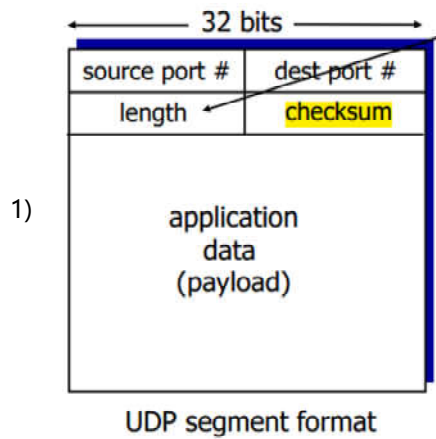 32 bits
source port #
dest port #
length
checksum
1)
application
data
(payload)
UDP segment format